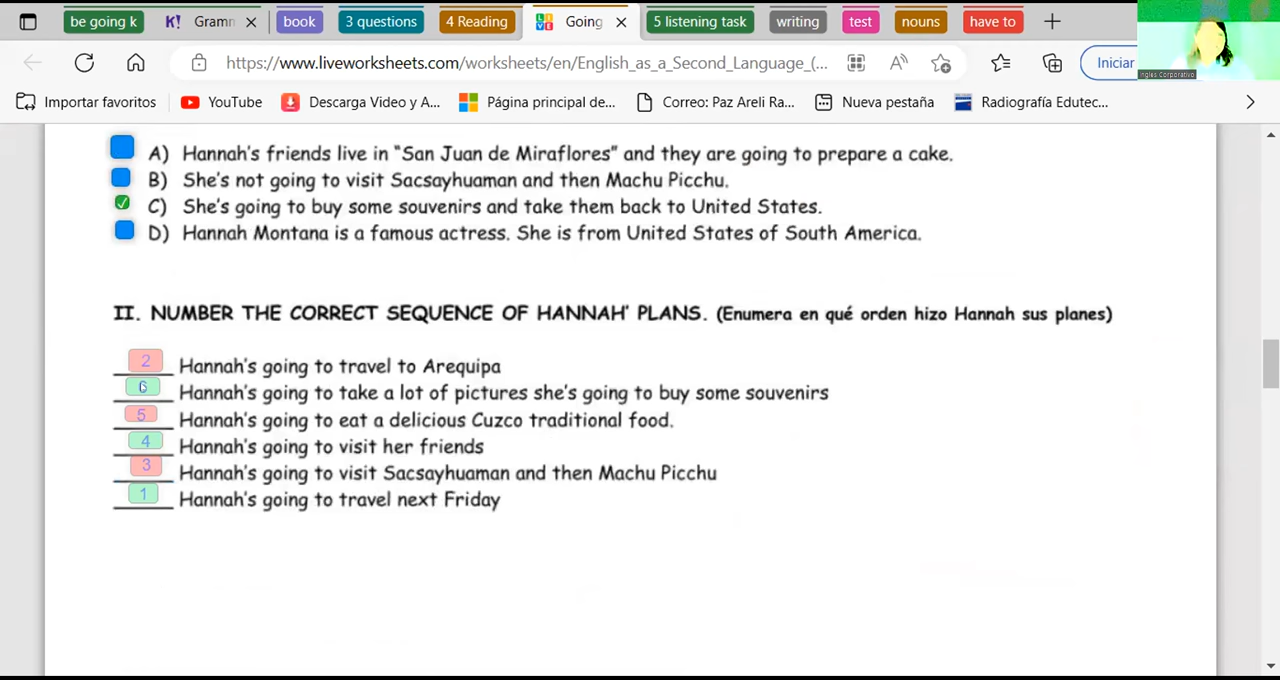 be going k
K! Gramn
book
3 questions
4 Reading
Going
5 listening task
writing
test
nouns
have to
https://www.liveworksheets.com/worksheets/en/English_as_a_Second_Language_(...
Iniciar
Ingles Corporativo
Importar favoritos
YouTube
Descarga Video y A...
Página principal de...
Correo: Paz Areli Ra...
Nueva pestaña
Radiografía Edutec...
A) Hannah's friends live in "San Juan de Miraflores" and they are going to prepare a cake.
B) She's not going to visit Sacsayhuaman and then Machu Picchu.
C) She's going to buy some souvenirs and take them back to United States.
D) Hannah Montana is a famous actress. She is from United States of South America.
II. NUMBER THE CORRECT SEQUENCE OF HANNAH' PLANS. (Enumera en qué orden hizo Hannah sus planes)
2 Hannah's going to travel to Arequipa
6 Hannah's going to take a lot of pictures she's going to buy some souvenirs
5 Hannah's going to eat a delicious Cuzco traditional food.
4 Hannah's going to visit her friends
3 Hannah's going to visit Sacsayhuaman and then Machu Picchu
1 Hannah's going to travel next Friday